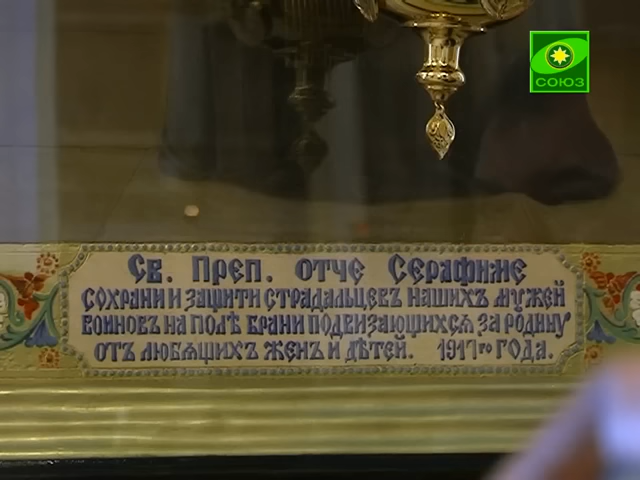 СОЮЗ
Св. Преп. отче Серафиме
сохрани и защити страдальцевъ нашихъ мужей
воиновъ на полѣ брани подвизающихся за родину
отъ любящихъ женъ и дѣтей. 1917го года.